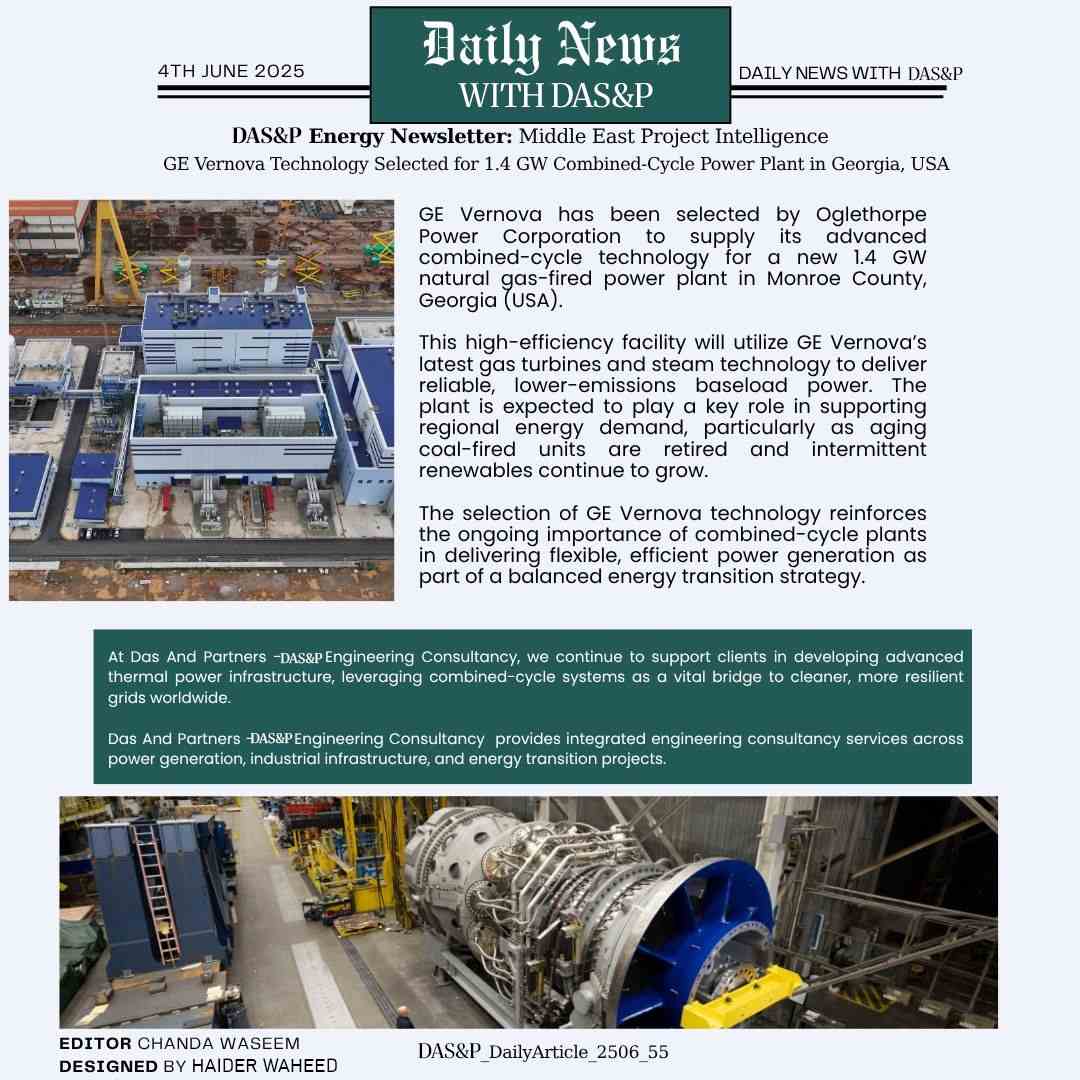 4TH JUNE 2025
Daily News
WITH DAS&P
DAILY NEWS WITH DAS&P
DAS&P Energy Newsletter: Middle East Project Intelligence
GE Vernova Technology Selected for 1.4 GW Combined-Cycle Power Plant in Georgia, USA
GE Vernova has been selected by Oglethorpe
Power Corporation to supply its advanced
combined-cycle technology for a new 1.4 GW
natural gas-fired power plant in Monroe County,
Georgia (USA).
This high-efficiency facility will utilize GE Vernova’s
latest gas turbines and steam technology to deliver
reliable, lower-emissions baseload power. The
plant is expected to play a key role in supporting
regional energy demand, particularly as aging
coal-fired units are retired and intermittent
renewables continue to grow.
The selection of GE Vernova technology reinforces
the ongoing importance of combined-cycle plants
in delivering flexible, efficient power generation as
part of a balanced energy transition strategy.
At Das And Partners -DAS&P Engineering Consultancy, we continue to support clients in developing advanced
thermal power infrastructure, leveraging combined-cycle systems as a vital bridge to cleaner, more resilient
grids worldwide.
Das And Partners -DAS&P Engineering Consultancy provides integrated engineering consultancy services across
power generation, industrial infrastructure, and energy transition projects.
EDITOR CHANDA WASEEM
DESIGNED BY HAIDER WAHEED
DAS&P_DailyArticle_2506_55